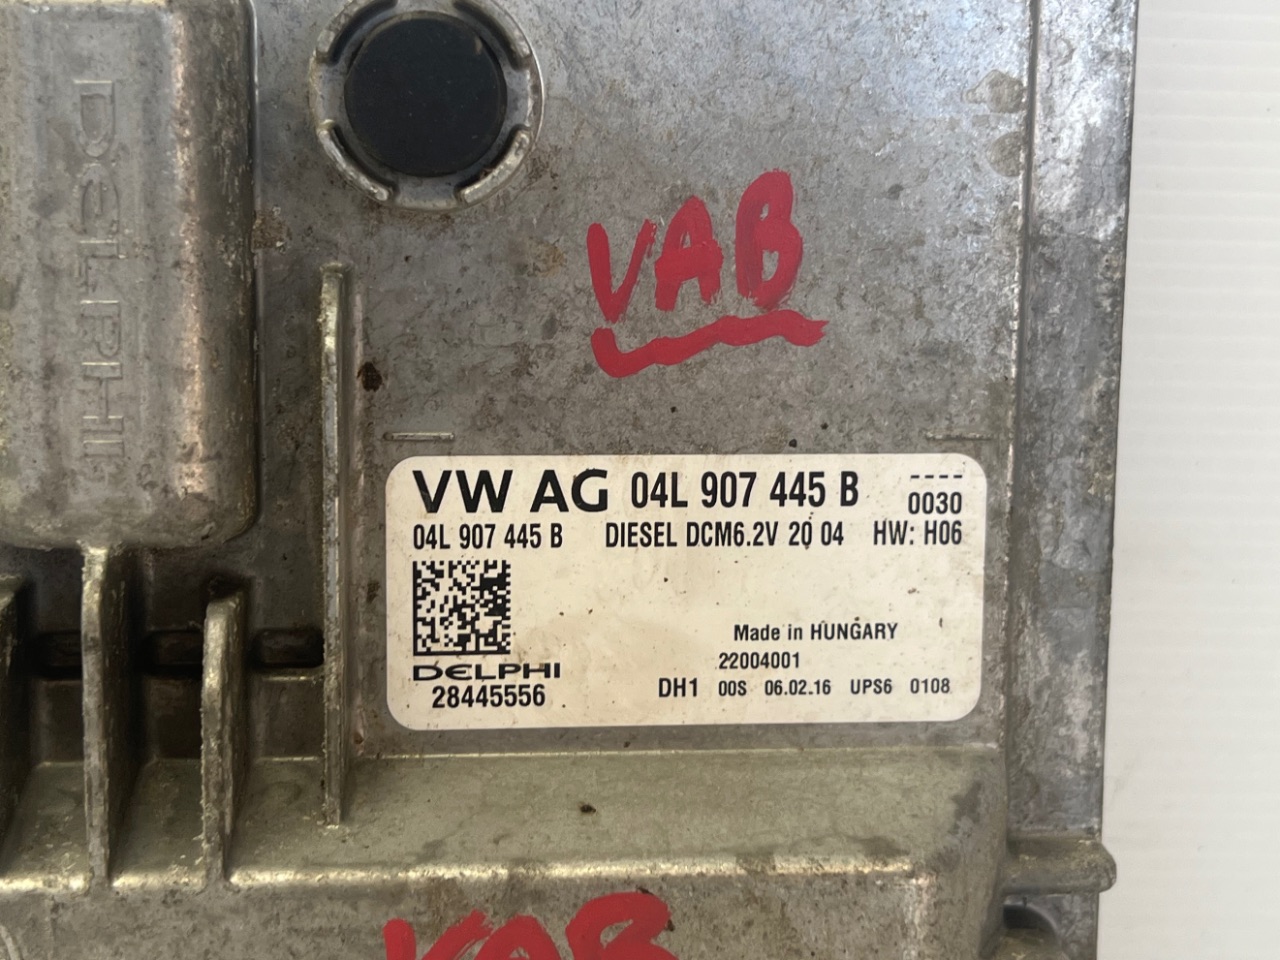 DELPHI
VAB
VW AG 04L 907 445 B ----
0030
04L 907 445 B DIESEL DCM6.2V 20 04 HW: H06
Made in HUNGARY
DELPHI 22004001
28445556 DH1 00S 06.02.16 UPS6 0108
VAB